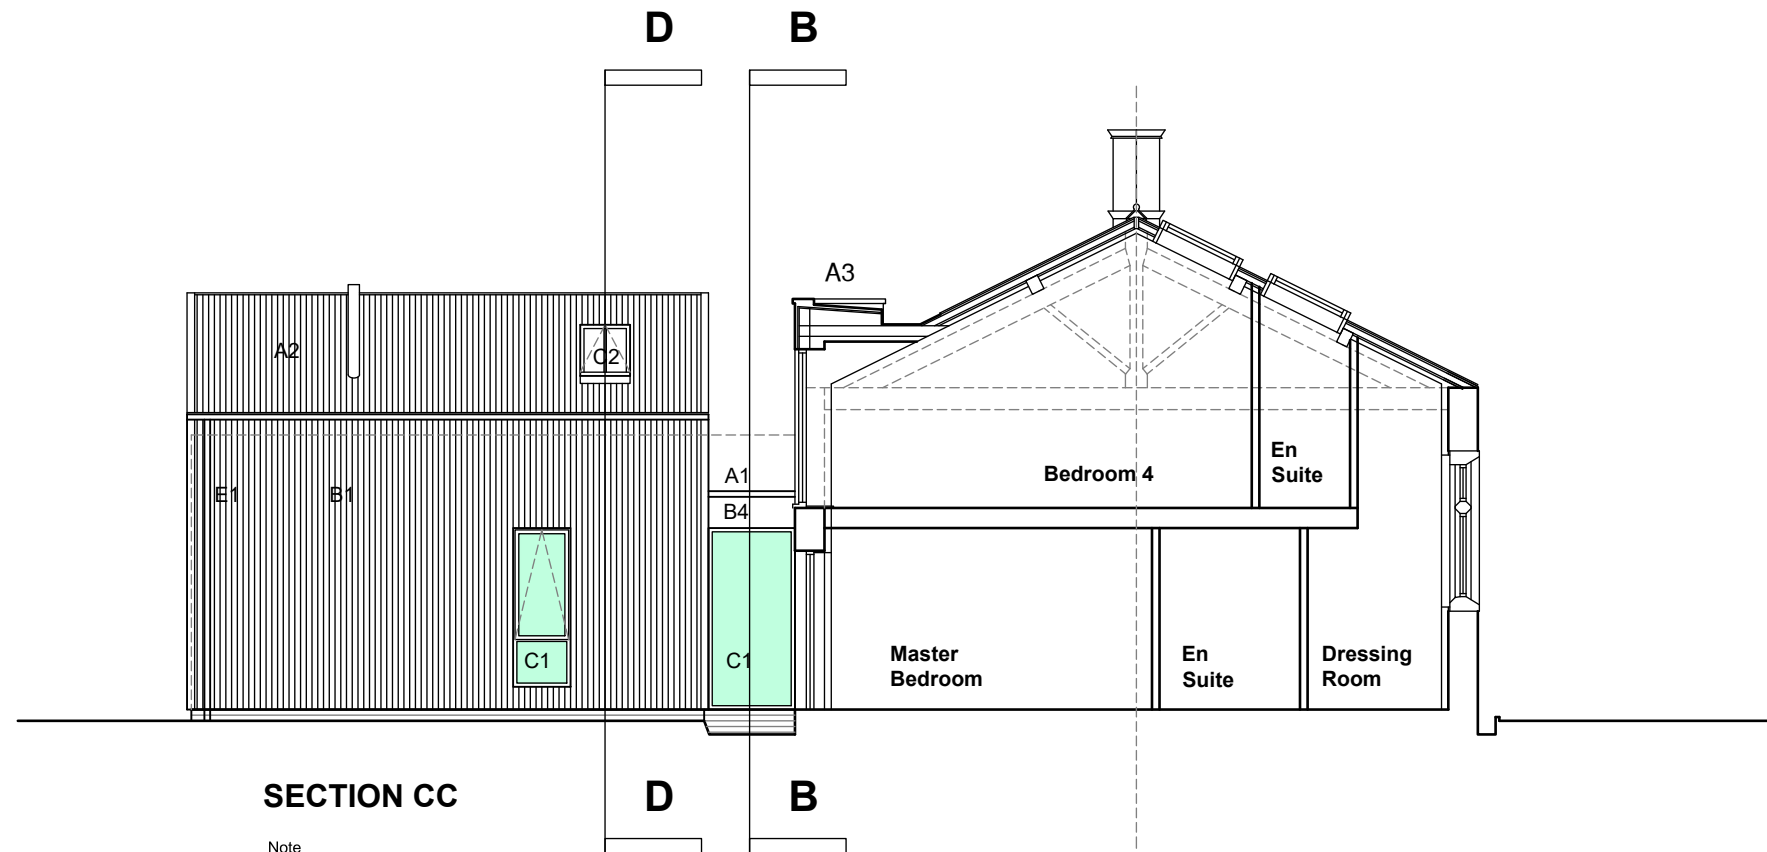 D B
A3
A2
C2
E1
B1
A1
B4
C1
C1
Bedroom 4
En
Suite
Master
Bedroom
En
Suite
Dressing
Room
SECTION CC
D B
Note